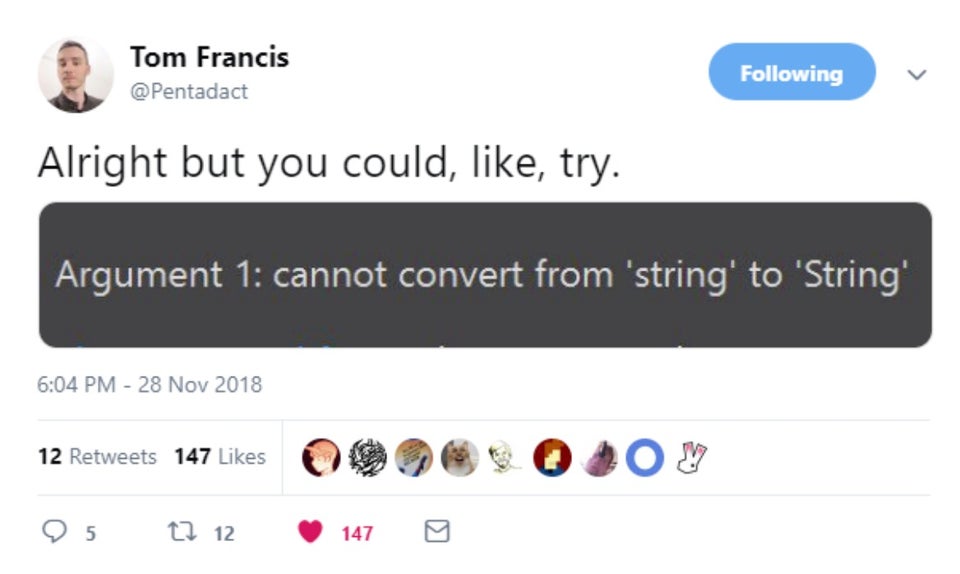 Tom Francis
@Pentadact
Following
Alright but you could, like, try.
Argument 1: cannot convert from 'string' to 'String'
6:04 PM - 28 Nov 2018
12 Retweets 147 Likes
5 12 147